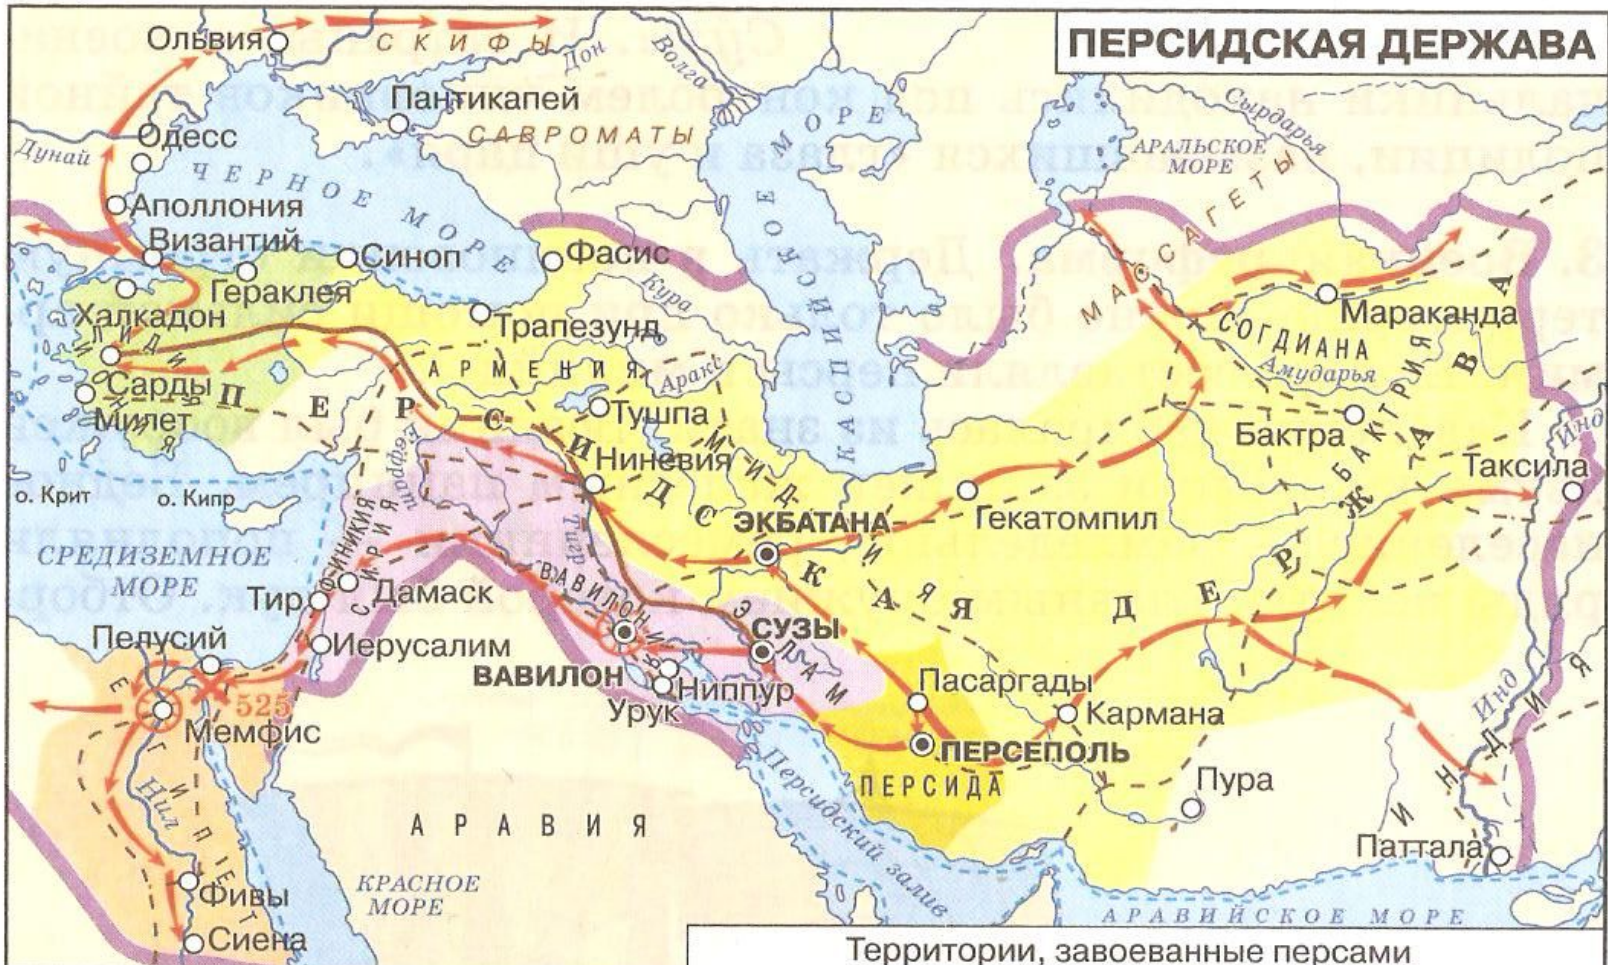 ПЕРСИДСКАЯ ДЕРЖАВА
Ольвия
СКИФЫ
Дон
Волга
Пантикапей
САВРОМАТЫ
Сырдарья
АРАЛЬСКОЕ
МОРЕ
Дунай
Одесс
ЧЕРНОЕ МОРЕ
КАСПИЙСКОЕ МОРЕ
МАССАГЕТЫ
Аполлония
Византий
Синоп
Фасис
Гераклея
Кура
Халкадон
Трапезунд
Мараканда
СОГДИАНА
Амударья
ЛИДИЯ
ИОНИЯ
АРМЕНИЯ
Аракс
Сарды
Милет
ПЕРСИДСКАЯ ДЕРЖАВА
Тушпа
МИДИЯ
Бактра
БАКТРИЯ
Инд
Евфрат
Ниневия
Таксила
о. Крит
о. Кипр
ЭКБАТАНА
Гекатомпил
СРЕДИЗЕМНОЕ
МОРЕ
ФИНИКИЯ
СИРИЯ
Тигр
Тир
Дамаск
ВАВИЛОНИЯ
ЭЛАМ
СУЗЫ
Пелусий
Иерусалим
ВАВИЛОН
Ниппур
Урук
Пасаргады
Кармана
525
Мемфис
ЕГИПЕТ
Нил
ПЕРСЕПОЛЬ
ПЕРСИДА
Пура
Инд
ИНДИЯ
АРАВИЯ
Персидский залив
Паттала
Фивы
КРАСНОЕ
МОРЕ
Сиена
АРАВИЙСКОЕ МОРЕ
Территории, завоеванные персами